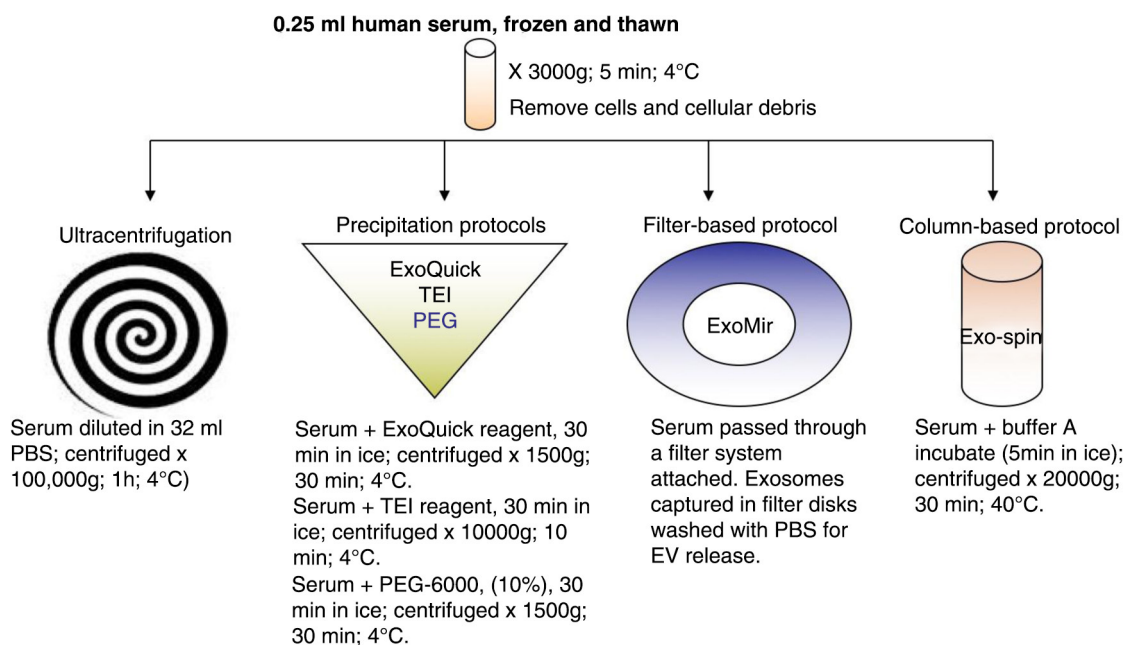 0.25 ml human serum, frozen and thawn
X 3000g; 5 min; 4°C
Remove cells and cellular debris
Ultracentrifugation
Serum diluted in 32 ml
PBS; centrifuged x
100,000g; 1h; 4°C)
Precipitation protocols
ExoQuick
TEI
PEG
Serum + ExoQuick reagent, 30
min in ice; centrifuged x 1500g;
30 min; 4°C.
Serum + TEI reagent, 30 min in
ice; centrifuged x 10000g; 10
min; 4°C.
Serum + PEG-6000, (10%), 30
min in ice; centrifuged x 1500g;
30 min; 4°C.
Filter-based protocol
ExoMir
Serum passed through
a filter system
attached. Exosomes
captured in filter disks
washed with PBS for
EV release.
Column-based protocol
Exo-spin
Serum + buffer A
incubate (5min in ice);
centrifuged x 20000g;
30 min; 40°C.